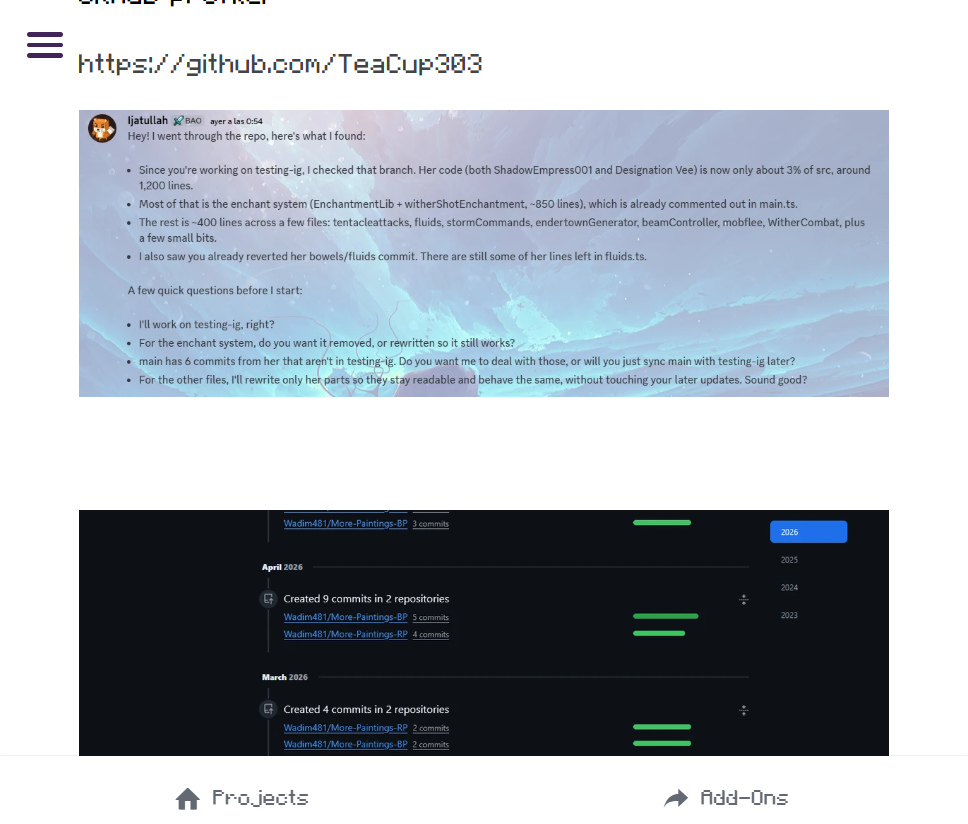 https://github.com/TeaCup303
Ijatullah BAO ayer a las 0:54
Hey! I went through the repo, here's what I found:
• Since you're working on testing-ig, I checked that branch. Her code (both ShadowEmpress001 and Designation Vee) is now only about 3% of src, around
1,200 lines.
• Most of that is the enchant system (EnchantmentLib + witherShotEnchantment, ~850 lines), which is already commented out in main.ts.
• The rest is ~400 lines across a few files: tentacleattacks, fluids, stormCommands, endertownGenerator, beamController, mobflee, WitherCombat, plus
a few small bits.
• I also saw you already reverted her bowels/fluids commit. There are still some of her lines left in fluids.ts.
A few quick questions before I start:
• I'll work on testing-ig, right?
• For the enchant system, do you want it removed, or rewritten so it still works?
• main has 6 commits from her that aren't in testing-ig. Do you want me to deal with those, or will you just sync main with testing-ig later?
• For the other files, I'll rewrite only her parts so they stay readable and behave the same, without touching your later updates. Sound good?
Wadim481/More-Paintings-BP 3 commits
2026
2025
2024
2023
April 2026
Created 9 commits in 2 repositories
Wadim481/More-Paintings-BP 5 commits
Wadim481/More-Paintings-RP 4 commits
March 2026
Created 4 commits in 2 repositories
Wadim481/More-Paintings-RP 2 commits
Wadim481/More-Paintings-BP 2 commits
Projects
Add-Ons